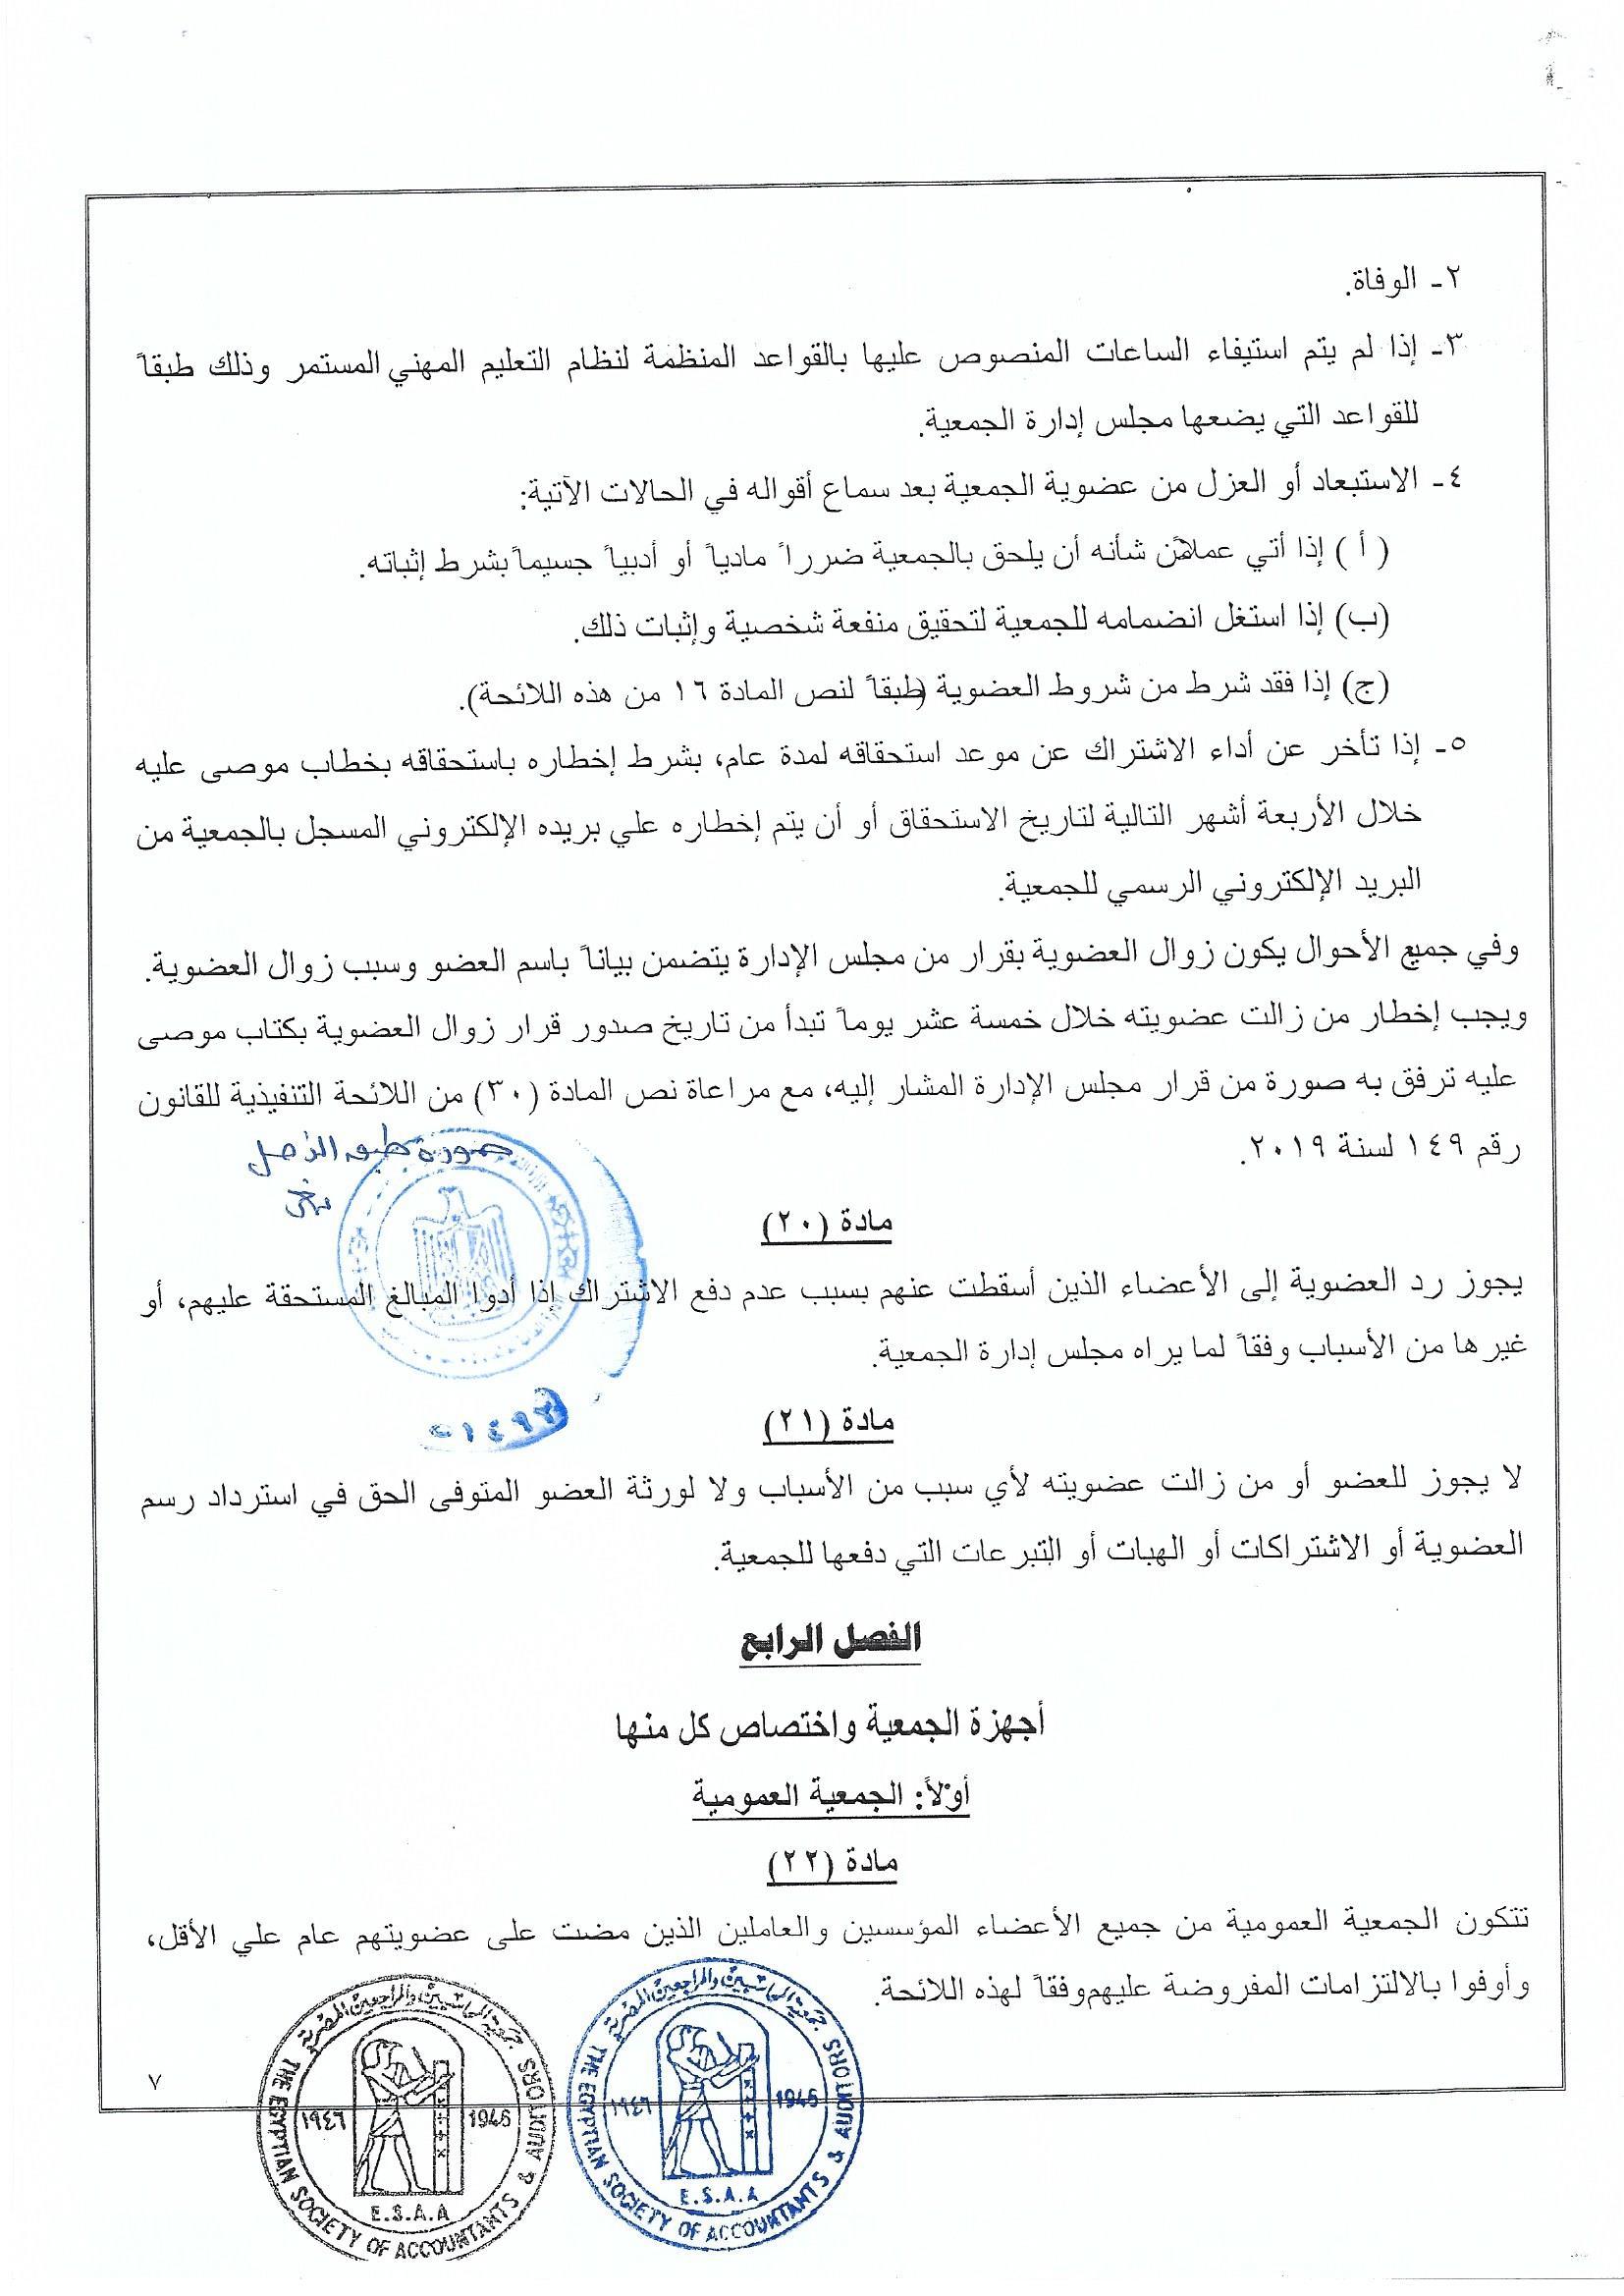 ٢- الوفاة.
٣- إذا لم يتم استيفاء الساعات المنصوص عليها بالقواعد المنظمة لنظام التعليم المهني المستمر وذلك طبقاً
للقواعد التي يضعها مجلس إدارة الجمعية.
٤- الاستبعاد أو العزل من عضوية الجمعية بعد سماع أقواله في الحالات الآتية:
(أ) إذا أتي عملاً من شأنه أن يلحق بالجمعية ضرراً مادياً أو أدبياً جسيماً بشرط إثباته.
(ب) إذا استغل انضمامه للجمعية لتحقيق منفعة شخصية وإثبات ذلك.
(ج) إذا فقد شرط من شروط العضوية (طبقاً لنص المادة ١٦ من هذه اللائحة).
٥- إذا تأخر عن أداء الاشتراك عن موعد استحقاقه لمدة عام، بشرط إخطاره باستحقاقه بخطاب موصى عليه
خلال الأربعة أشهر التالية لتاريخ الاستحقاق أو أن يتم إخطاره علي بريده الإلكتروني المسجل بالجمعية من
البريد الإلكتروني الرسمي للجمعية.
وفي جميع الأحوال يكون زوال العضوية بقرار من مجلس الإدارة يتضمن بياناً باسم العضو وسبب زوال العضوية.
ويجب إخطار من زالت عضويته خلال خمسة عشر يوماً تبدأ من تاريخ صدور قرار زوال العضوية بكتاب موصى
عليه ترفق به صورة من قرار مجلس الإدارة المشار إليه، مع مراعاة نص المادة (٣٠) من اللائحة التنفيذية للقانون
رقم ١٤٩ لسنة ٢٠١٩.
صورة طبق الأصل
مادة (٢٠)
يجوز رد العضوية إلى الأعضاء الذين أسقطت عنهم بسبب عدم دفع الاشتراك إذا أدوا المبالغ المستحقة عليهم، أو
غيرها من الأسباب وفقاً لما يراه مجلس إدارة الجمعية.
مادة (٢١)
لا يجوز للعضو أو من زالت عضويته لأي سبب من الأسباب ولا لورثة العضو المتوفى الحق في استرداد رسم
العضوية أو الاشتراكات أو الهبات أو التبرعات التي دفعها للجمعية.
الفصل الرابع
أجهزة الجمعية واختصاص كل منها
أولاً: الجمعية العمومية
مادة (٢٢)
تتكون الجمعية العمومية من جميع الأعضاء المؤسسين والعاملين الذين مضت على عضويتهم عام علي الأقل،
وأوفوا بالالتزامات المفروضة عليهم وفقاً لهذه اللائحة.
٧
جمعية المحاسبين والمراجعين المصرية
THE EGYPTIAN SOCIETY OF ACCOUNTANTS & AUDITORS
١٩٤٦ 1946
E.S.A.A
جمعية المحاسبين والمراجعين المصرية
THE EGYPTIAN SOCIETY OF ACCOUNTANTS & AUDITORS
١٩٤٦ 1946
E.S.A.A